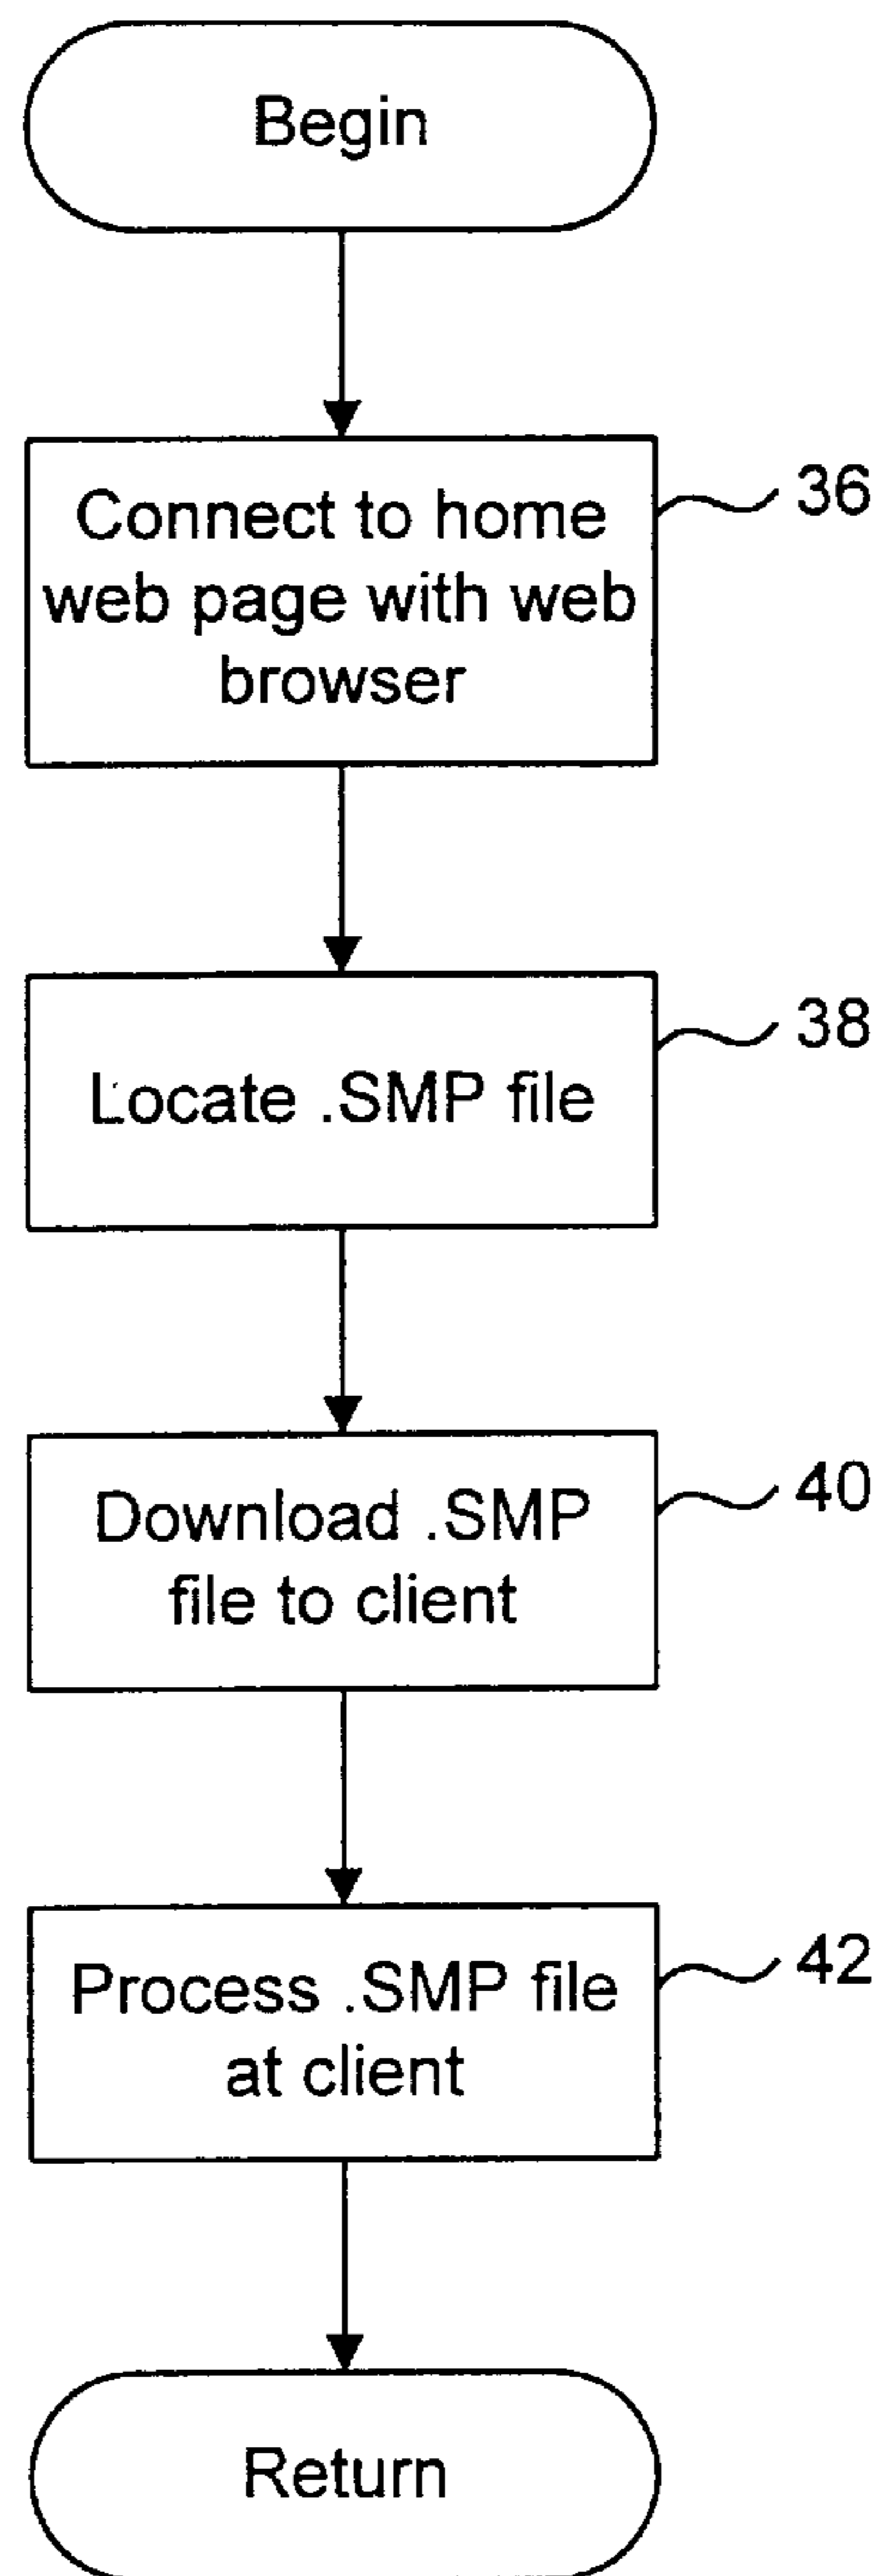 Begin
Connect to home
web page with web
browser
36
Locate .SMP file
38
Download .SMP
file to client
40
Process .SMP file
at client
42
Return